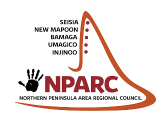 SEISIA
NEW MAPOON
BAMAGA
UMAGICO
INJINOO
NPARC
NORTHERN PENINSULA AREA REGIONAL COUNCIL